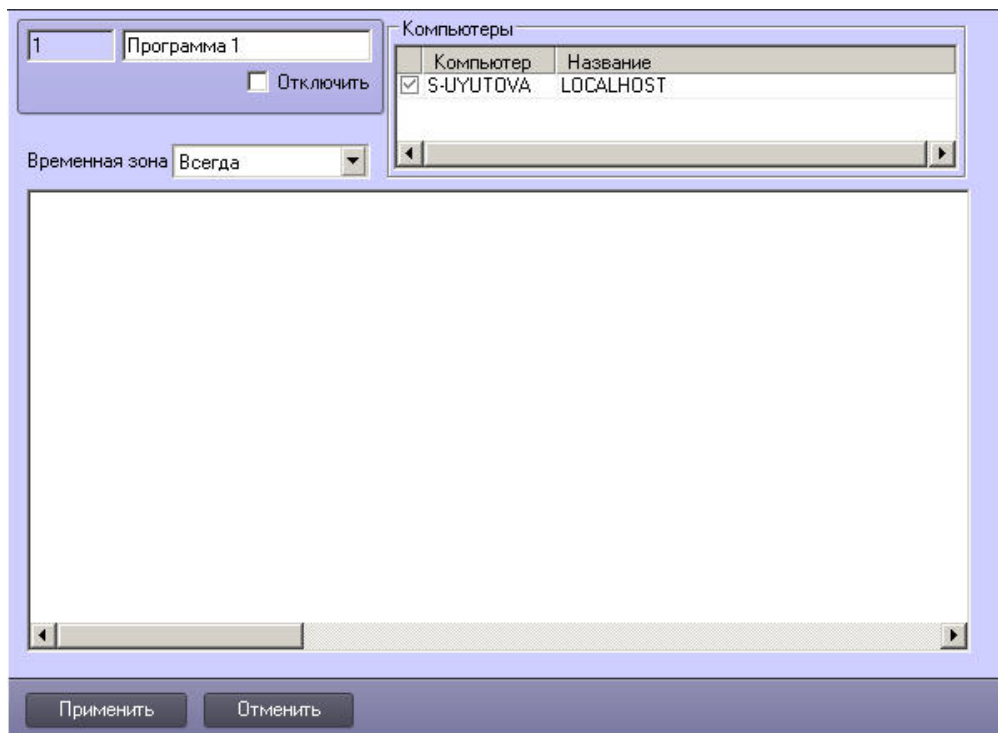 1
Программа 1
Отключить
Временная зона Всегда
Компьютеры
Компьютер Название
S-UYUTOVA LOCALHOST
Применить Отменить